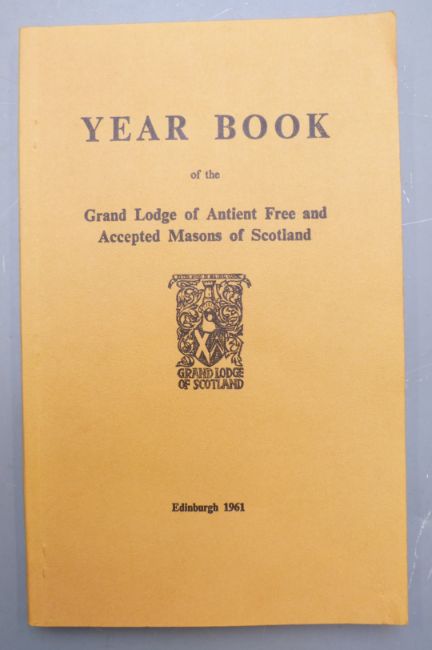 YEAR BOOK
of the
Grand Lodge of Antient Free and
Accepted Masons of Scotland
GRAND LODGE
OF SCOTLAND
Edinburgh 1961